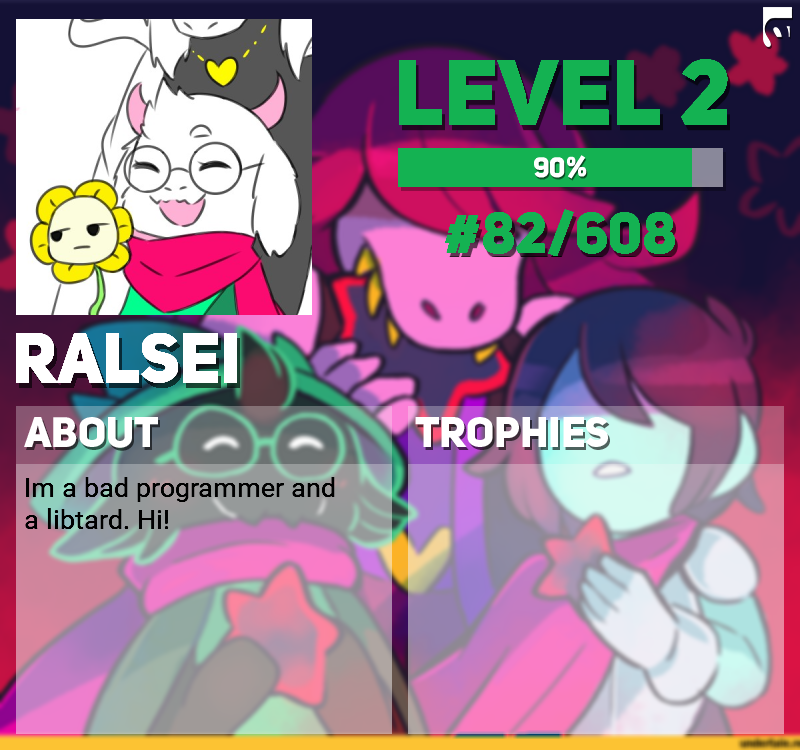 LEVEL 2
90%
#82/608
RALSEI
ABOUT
TROPHIES
Im a bad programmer and
a libtard. Hi!